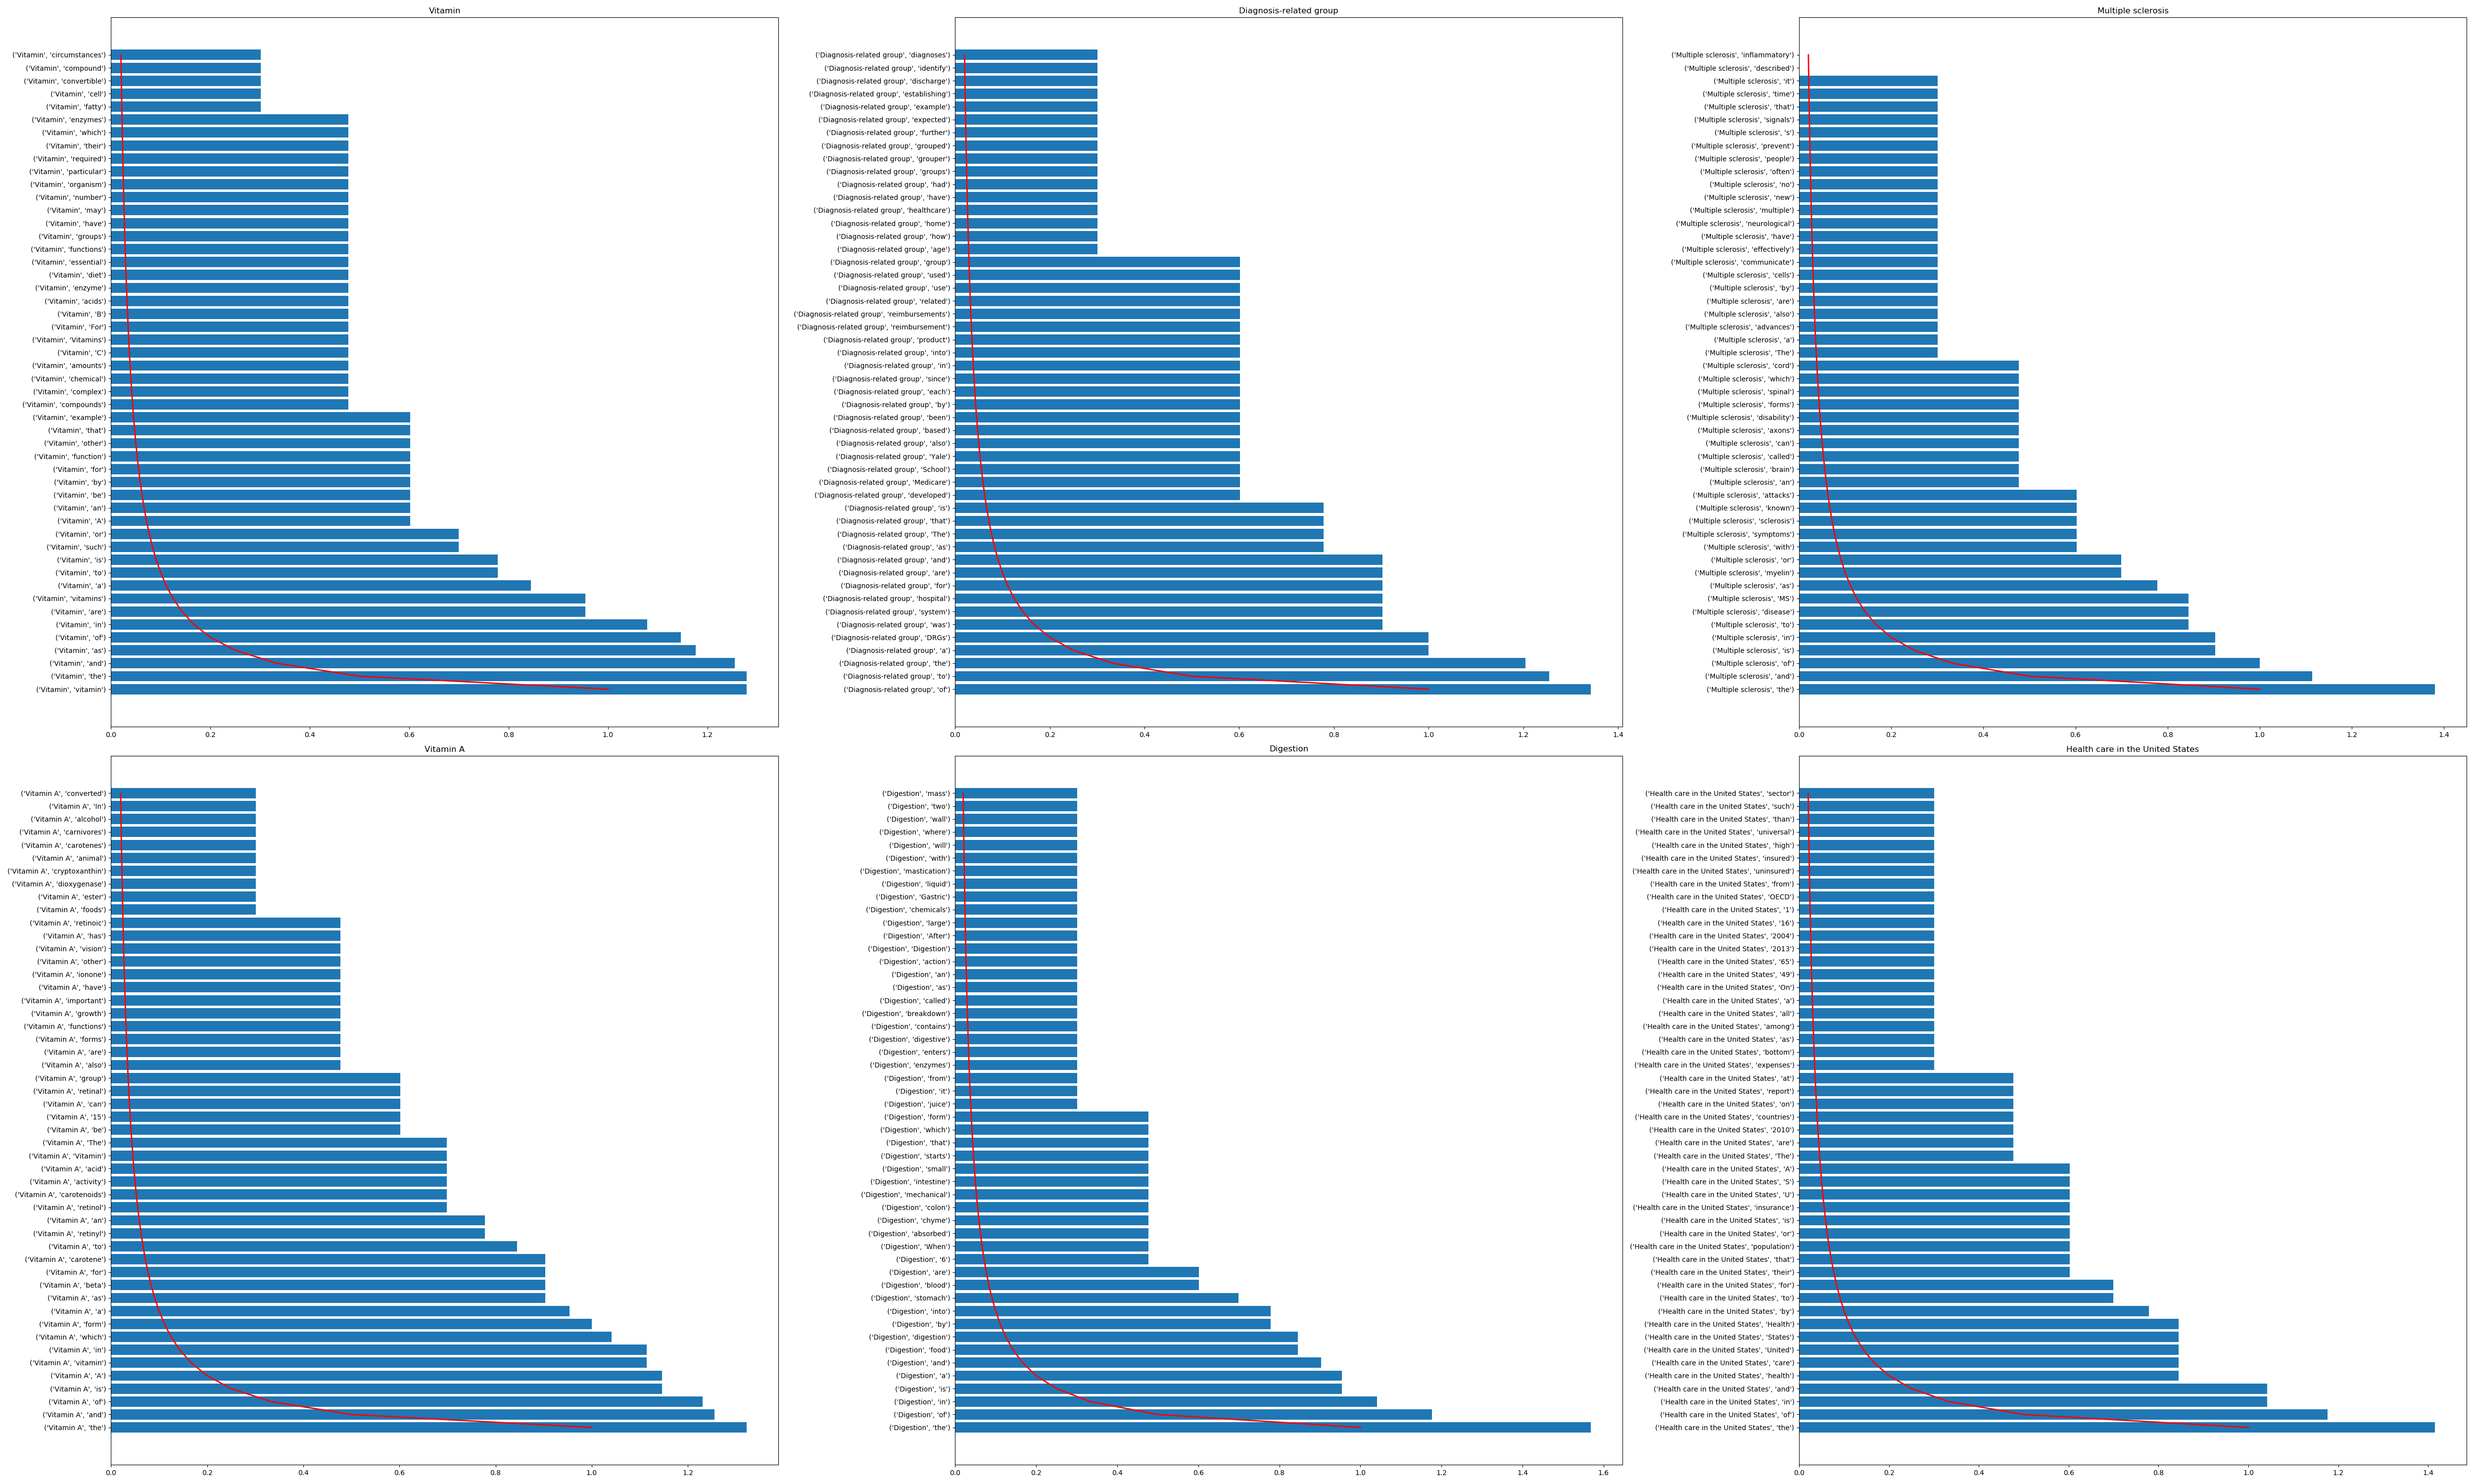 Vitamin
('Vitamin', 'circumstances')
('Vitamin', 'compound')
('Vitamin', 'convertible')
('Vitamin', 'cell')
('Vitamin', 'fatty')
('Vitamin', 'enzymes')
('Vitamin', 'which')
('Vitamin', 'their')
('Vitamin', 'required')
('Vitamin', 'particular')
('Vitamin', 'organism')
('Vitamin', 'number')
('Vitamin', 'may')
('Vitamin', 'have')
('Vitamin', 'groups')
('Vitamin', 'functions')
('Vitamin', 'essential')
('Vitamin', 'diet')
('Vitamin', 'enzyme')
('Vitamin', 'acids')
('Vitamin', 'B')
('Vitamin', 'For')
('Vitamin', 'Vitamins')
('Vitamin', 'C')
('Vitamin', 'amounts')
('Vitamin', 'chemical')
('Vitamin', 'complex')
('Vitamin', 'compounds')
('Vitamin', 'example')
('Vitamin', 'that')
('Vitamin', 'other')
('Vitamin', 'function')
('Vitamin', 'for')
('Vitamin', 'by')
('Vitamin', 'be')
('Vitamin', 'an')
('Vitamin', 'A')
('Vitamin', 'or')
('Vitamin', 'such')
('Vitamin', 'is')
('Vitamin', 'to')
('Vitamin', 'a')
('Vitamin', 'vitamins')
('Vitamin', 'are')
('Vitamin', 'in')
('Vitamin', 'of')
('Vitamin', 'as')
('Vitamin', 'and')
('Vitamin', 'the')
('Vitamin', 'vitamin')
0.0 0.2 0.4 0.6 0.8 1.0 1.2
Diagnosis-related group
('Diagnosis-related group', 'diagnoses')
('Diagnosis-related group', 'identify')
('Diagnosis-related group', 'discharge')
('Diagnosis-related group', 'establishing')
('Diagnosis-related group', 'example')
('Diagnosis-related group', 'expected')
('Diagnosis-related group', 'further')
('Diagnosis-related group', 'grouped')
('Diagnosis-related group', 'grouper')
('Diagnosis-related group', 'groups')
('Diagnosis-related group', 'had')
('Diagnosis-related group', 'have')
('Diagnosis-related group', 'healthcare')
('Diagnosis-related group', 'home')
('Diagnosis-related group', 'how')
('Diagnosis-related group', 'age')
('Diagnosis-related group', 'group')
('Diagnosis-related group', 'used')
('Diagnosis-related group', 'use')
('Diagnosis-related group', 'related')
('Diagnosis-related group', 'reimbursements')
('Diagnosis-related group', 'reimbursement')
('Diagnosis-related group', 'product')
('Diagnosis-related group', 'into')
('Diagnosis-related group', 'in')
('Diagnosis-related group', 'since')
('Diagnosis-related group', 'each')
('Diagnosis-related group', 'by')
('Diagnosis-related group', 'been')
('Diagnosis-related group', 'based')
('Diagnosis-related group', 'also')
('Diagnosis-related group', 'Yale')
('Diagnosis-related group', 'School')
('Diagnosis-related group', 'Medicare')
('Diagnosis-related group', 'developed')
('Diagnosis-related group', 'is')
('Diagnosis-related group', 'that')
('Diagnosis-related group', 'The')
('Diagnosis-related group', 'as')
('Diagnosis-related group', 'and')
('Diagnosis-related group', 'are')
('Diagnosis-related group', 'for')
('Diagnosis-related group', 'hospital')
('Diagnosis-related group', 'system')
('Diagnosis-related group', 'was')
('Diagnosis-related group', 'DRGs')
('Diagnosis-related group', 'a')
('Diagnosis-related group', 'the')
('Diagnosis-related group', 'to')
('Diagnosis-related group', 'of')
0.0 0.2 0.4 0.6 0.8 1.0 1.2 1.4
Multiple sclerosis
('Multiple sclerosis', 'inflammatory')
('Multiple sclerosis', 'described')
('Multiple sclerosis', 'it')
('Multiple sclerosis', 'time')
('Multiple sclerosis', 'that')
('Multiple sclerosis', 'signals')
('Multiple sclerosis', 's')
('Multiple sclerosis', 'prevent')
('Multiple sclerosis', 'people')
('Multiple sclerosis', 'often')
('Multiple sclerosis', 'no')
('Multiple sclerosis', 'new')
('Multiple sclerosis', 'multiple')
('Multiple sclerosis', 'neurological')
('Multiple sclerosis', 'have')
('Multiple sclerosis', 'effectively')
('Multiple sclerosis', 'communicate')
('Multiple sclerosis', 'cells')
('Multiple sclerosis', 'by')
('Multiple sclerosis', 'are')
('Multiple sclerosis', 'also')
('Multiple sclerosis', 'advances')
('Multiple sclerosis', 'a')
('Multiple sclerosis', 'The')
('Multiple sclerosis', 'cord')
('Multiple sclerosis', 'which')
('Multiple sclerosis', 'spinal')
('Multiple sclerosis', 'forms')
('Multiple sclerosis', 'disability')
('Multiple sclerosis', 'axons')
('Multiple sclerosis', 'can')
('Multiple sclerosis', 'called')
('Multiple sclerosis', 'brain')
('Multiple sclerosis', 'an')
('Multiple sclerosis', 'attacks')
('Multiple sclerosis', 'known')
('Multiple sclerosis', 'sclerosis')
('Multiple sclerosis', 'symptoms')
('Multiple sclerosis', 'with')
('Multiple sclerosis', 'or')
('Multiple sclerosis', 'myelin')
('Multiple sclerosis', 'as')
('Multiple sclerosis', 'MS')
('Multiple sclerosis', 'disease')
('Multiple sclerosis', 'to')
('Multiple sclerosis', 'in')
('Multiple sclerosis', 'is')
('Multiple sclerosis', 'of')
('Multiple sclerosis', 'and')
('Multiple sclerosis', 'the')
0.0 0.2 0.4 0.6 0.8 1.0 1.2 1.4
Vitamin A
('Vitamin A', 'converted')
('Vitamin A', 'In')
('Vitamin A', 'alcohol')
('Vitamin A', 'carnivores')
('Vitamin A', 'carotenes')
('Vitamin A', 'animal')
('Vitamin A', 'cryptoxanthin')
('Vitamin A', 'dioxygenase')
('Vitamin A', 'ester')
('Vitamin A', 'foods')
('Vitamin A', 'retinoic')
('Vitamin A', 'has')
('Vitamin A', 'vision')
('Vitamin A', 'other')
('Vitamin A', 'ionone')
('Vitamin A', 'have')
('Vitamin A', 'important')
('Vitamin A', 'growth')
('Vitamin A', 'functions')
('Vitamin A', 'forms')
('Vitamin A', 'are')
('Vitamin A', 'also')
('Vitamin A', 'group')
('Vitamin A', 'retinal')
('Vitamin A', 'can')
('Vitamin A', '15')
('Vitamin A', 'be')
('Vitamin A', 'The')
('Vitamin A', 'Vitamin')
('Vitamin A', 'acid')
('Vitamin A', 'activity')
('Vitamin A', 'carotenoids')
('Vitamin A', 'retinol')
('Vitamin A', 'an')
('Vitamin A', 'retinyl')
('Vitamin A', 'to')
('Vitamin A', 'carotene')
('Vitamin A', 'for')
('Vitamin A', 'beta')
('Vitamin A', 'as')
('Vitamin A', 'a')
('Vitamin A', 'form')
('Vitamin A', 'which')
('Vitamin A', 'in')
('Vitamin A', 'vitamin')
('Vitamin A', 'A')
('Vitamin A', 'is')
('Vitamin A', 'of')
('Vitamin A', 'and')
('Vitamin A', 'the')
0.0 0.2 0.4 0.6 0.8 1.0 1.2
Digestion
('Digestion', 'mass')
('Digestion', 'two')
('Digestion', 'wall')
('Digestion', 'where')
('Digestion', 'will')
('Digestion', 'with')
('Digestion', 'mastication')
('Digestion', 'liquid')
('Digestion', 'Gastric')
('Digestion', 'chemicals')
('Digestion', 'large')
('Digestion', 'After')
('Digestion', 'Digestion')
('Digestion', 'action')
('Digestion', 'an')
('Digestion', 'as')
('Digestion', 'called')
('Digestion', 'breakdown')
('Digestion', 'contains')
('Digestion', 'digestive')
('Digestion', 'enters')
('Digestion', 'enzymes')
('Digestion', 'from')
('Digestion', 'it')
('Digestion', 'juice')
('Digestion', 'form')
('Digestion', 'which')
('Digestion', 'that')
('Digestion', 'starts')
('Digestion', 'small')
('Digestion', 'intestine')
('Digestion', 'mechanical')
('Digestion', 'colon')
('Digestion', 'chyme')
('Digestion', 'absorbed')
('Digestion', 'When')
('Digestion', '6')
('Digestion', 'are')
('Digestion', 'blood')
('Digestion', 'stomach')
('Digestion', 'into')
('Digestion', 'by')
('Digestion', 'digestion')
('Digestion', 'food')
('Digestion', 'and')
('Digestion', 'a')
('Digestion', 'is')
('Digestion', 'in')
('Digestion', 'of')
('Digestion', 'the')
0.0 0.2 0.4 0.6 0.8 1.0 1.2 1.4 1.6
Health care in the United States
('Health care in the United States', 'sector')
('Health care in the United States', 'such')
('Health care in the United States', 'than')
('Health care in the United States', 'universal')
('Health care in the United States', 'high')
('Health care in the United States', 'insured')
('Health care in the United States', 'uninsured')
('Health care in the United States', 'from')
('Health care in the United States', 'OECD')
('Health care in the United States', '1')
('Health care in the United States', '16')
('Health care in the United States', '2004')
('Health care in the United States', '2013')
('Health care in the United States', '65')
('Health care in the United States', '49')
('Health care in the United States', 'On')
('Health care in the United States', 'a')
('Health care in the United States', 'all')
('Health care in the United States', 'among')
('Health care in the United States', 'as')
('Health care in the United States', 'bottom')
('Health care in the United States', 'expenses')
('Health care in the United States', 'at')
('Health care in the United States', 'report')
('Health care in the United States', 'on')
('Health care in the United States', 'countries')
('Health care in the United States', '2010')
('Health care in the United States', 'are')
('Health care in the United States', 'The')
('Health care in the United States', 'A')
('Health care in the United States', 'S')
('Health care in the United States', 'U')
('Health care in the United States', 'insurance')
('Health care in the United States', 'is')
('Health care in the United States', 'or')
('Health care in the United States', 'population')
('Health care in the United States', 'that')
('Health care in the United States', 'their')
('Health care in the United States', 'for')
('Health care in the United States', 'to')
('Health care in the United States', 'by')
('Health care in the United States', 'Health')
('Health care in the United States', 'States')
('Health care in the United States', 'United')
('Health care in the United States', 'care')
('Health care in the United States', 'health')
('Health care in the United States', 'and')
('Health care in the United States', 'in')
('Health care in the United States', 'of')
('Health care in the United States', 'the')
0.0 0.2 0.4 0.6 0.8 1.0 1.2 1.4